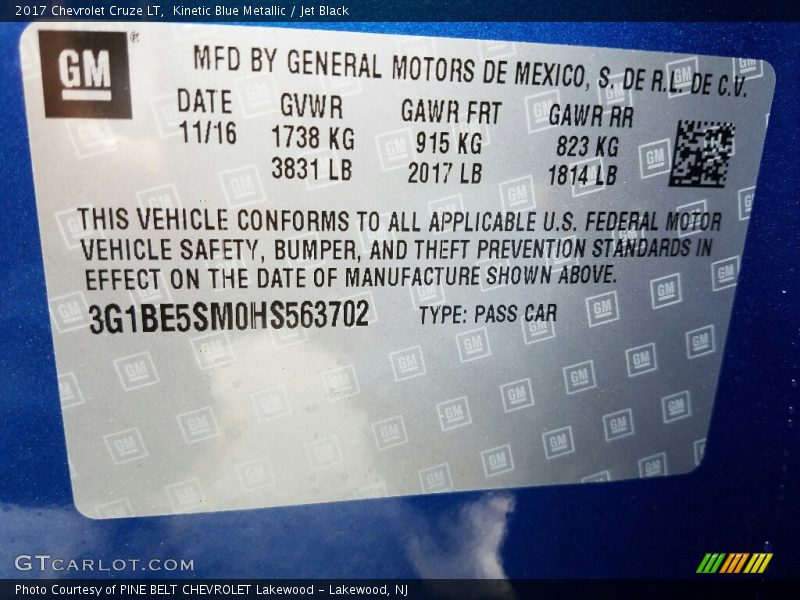 2017 Chevrolet Cruze LT, Kinetic Blue Metallic / Jet Black
GM ®
MFD BY GENERAL MOTORS DE MEXICO, S. DE R.L. DE C.V.
DATE GVWR GAWR FRT GAWR RR
11/16 1738 KG 915 KG 823 KG
3831 LB 2017 LB 1814 LB
THIS VEHICLE CONFORMS TO ALL APPLICABLE U.S. FEDERAL MOTOR
VEHICLE SAFETY, BUMPER, AND THEFT PREVENTION STANDARDS IN
EFFECT ON THE DATE OF MANUFACTURE SHOWN ABOVE.
3G1BE5SM0HS563702 TYPE: PASS CAR
GTCARLOT.COM
Photo Courtesy of PINE BELT CHEVROLET Lakewood - Lakewood, NJ